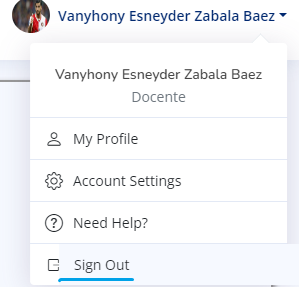 Vanyhony Esneyder Zabala Baez
Vanyhony Esneyder Zabala Baez
Docente
My Profile
Account Settings
Need Help?
Sign Out